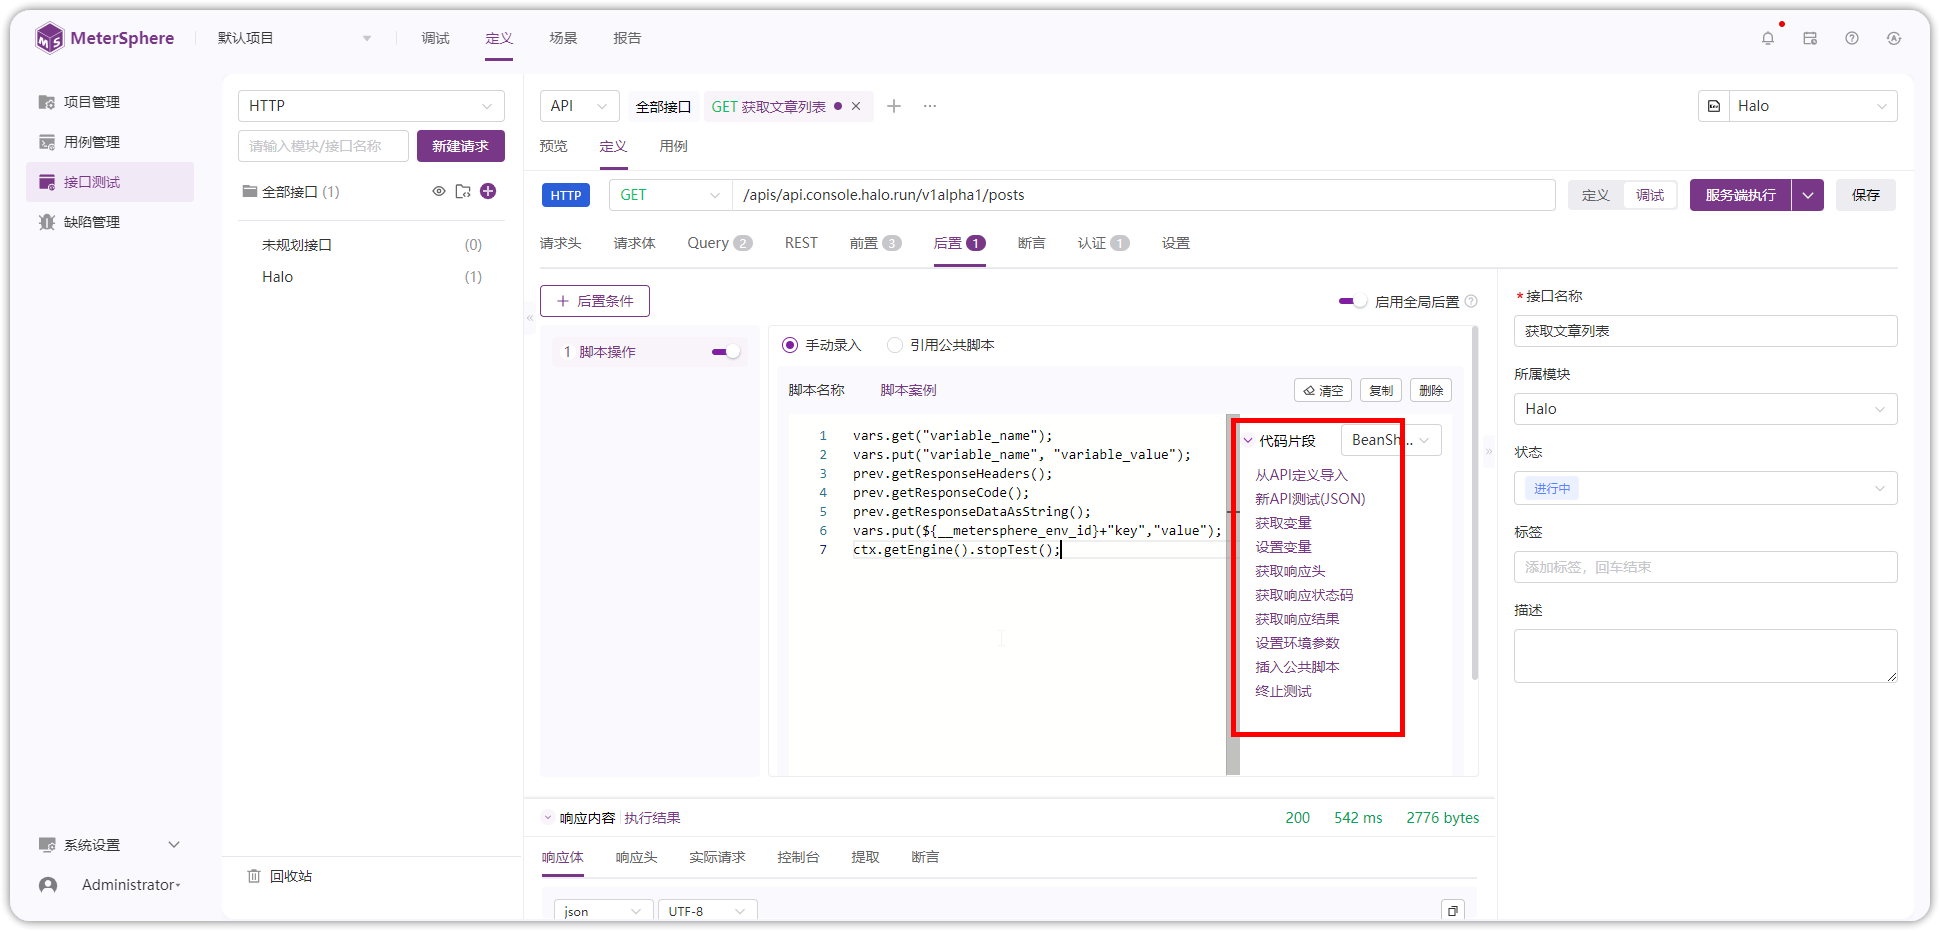 MeterSphere
默认项目
调试
定义
场景
报告
项目管理
用例管理
接口测试
缺陷管理
系统设置
Administrator
HTTP
请输入模块/接口名称
新建请求
全部接口 (1)
未规划接口 (0)
Halo (1)
回收站
API
全部接口
GET 获取文章列表
Halo
预览
定义
用例
HTTP
GET
/apis/api.console.halo.run/v1alpha1/posts
定义
调试
服务端执行
保存
请求头
请求体
Query 2
REST
前置 3
后置 1
断言
认证 1
设置
后置条件
启用全局后置
1 脚本操作
手动录入
引用公共脚本
脚本名称
脚本案例
清空
复制
删除
1 vars.get("variable_name");
2 vars.put("variable_name", "variable_value");
3 prev.getResponseHeaders();
4 prev.getResponseCode();
5 prev.getResponseDataAsString();
6 vars.put(${__metersphere_env_id}+"key","value");
7 ctx.getEngine().stopTest();
代码片段
BeanSh...
从API定义导入
新API测试(JSON)
获取变量
设置变量
获取响应头
获取响应状态码
获取响应结果
设置环境参数
插入公共脚本
终止测试
*接口名称
获取文章列表
所属模块
Halo
状态
进行中
标签
添加标签，回车结束
描述
响应内容
执行结果
200
542 ms
2776 bytes
响应体
响应头
实际请求
控制台
提取
断言
json
UTF-8